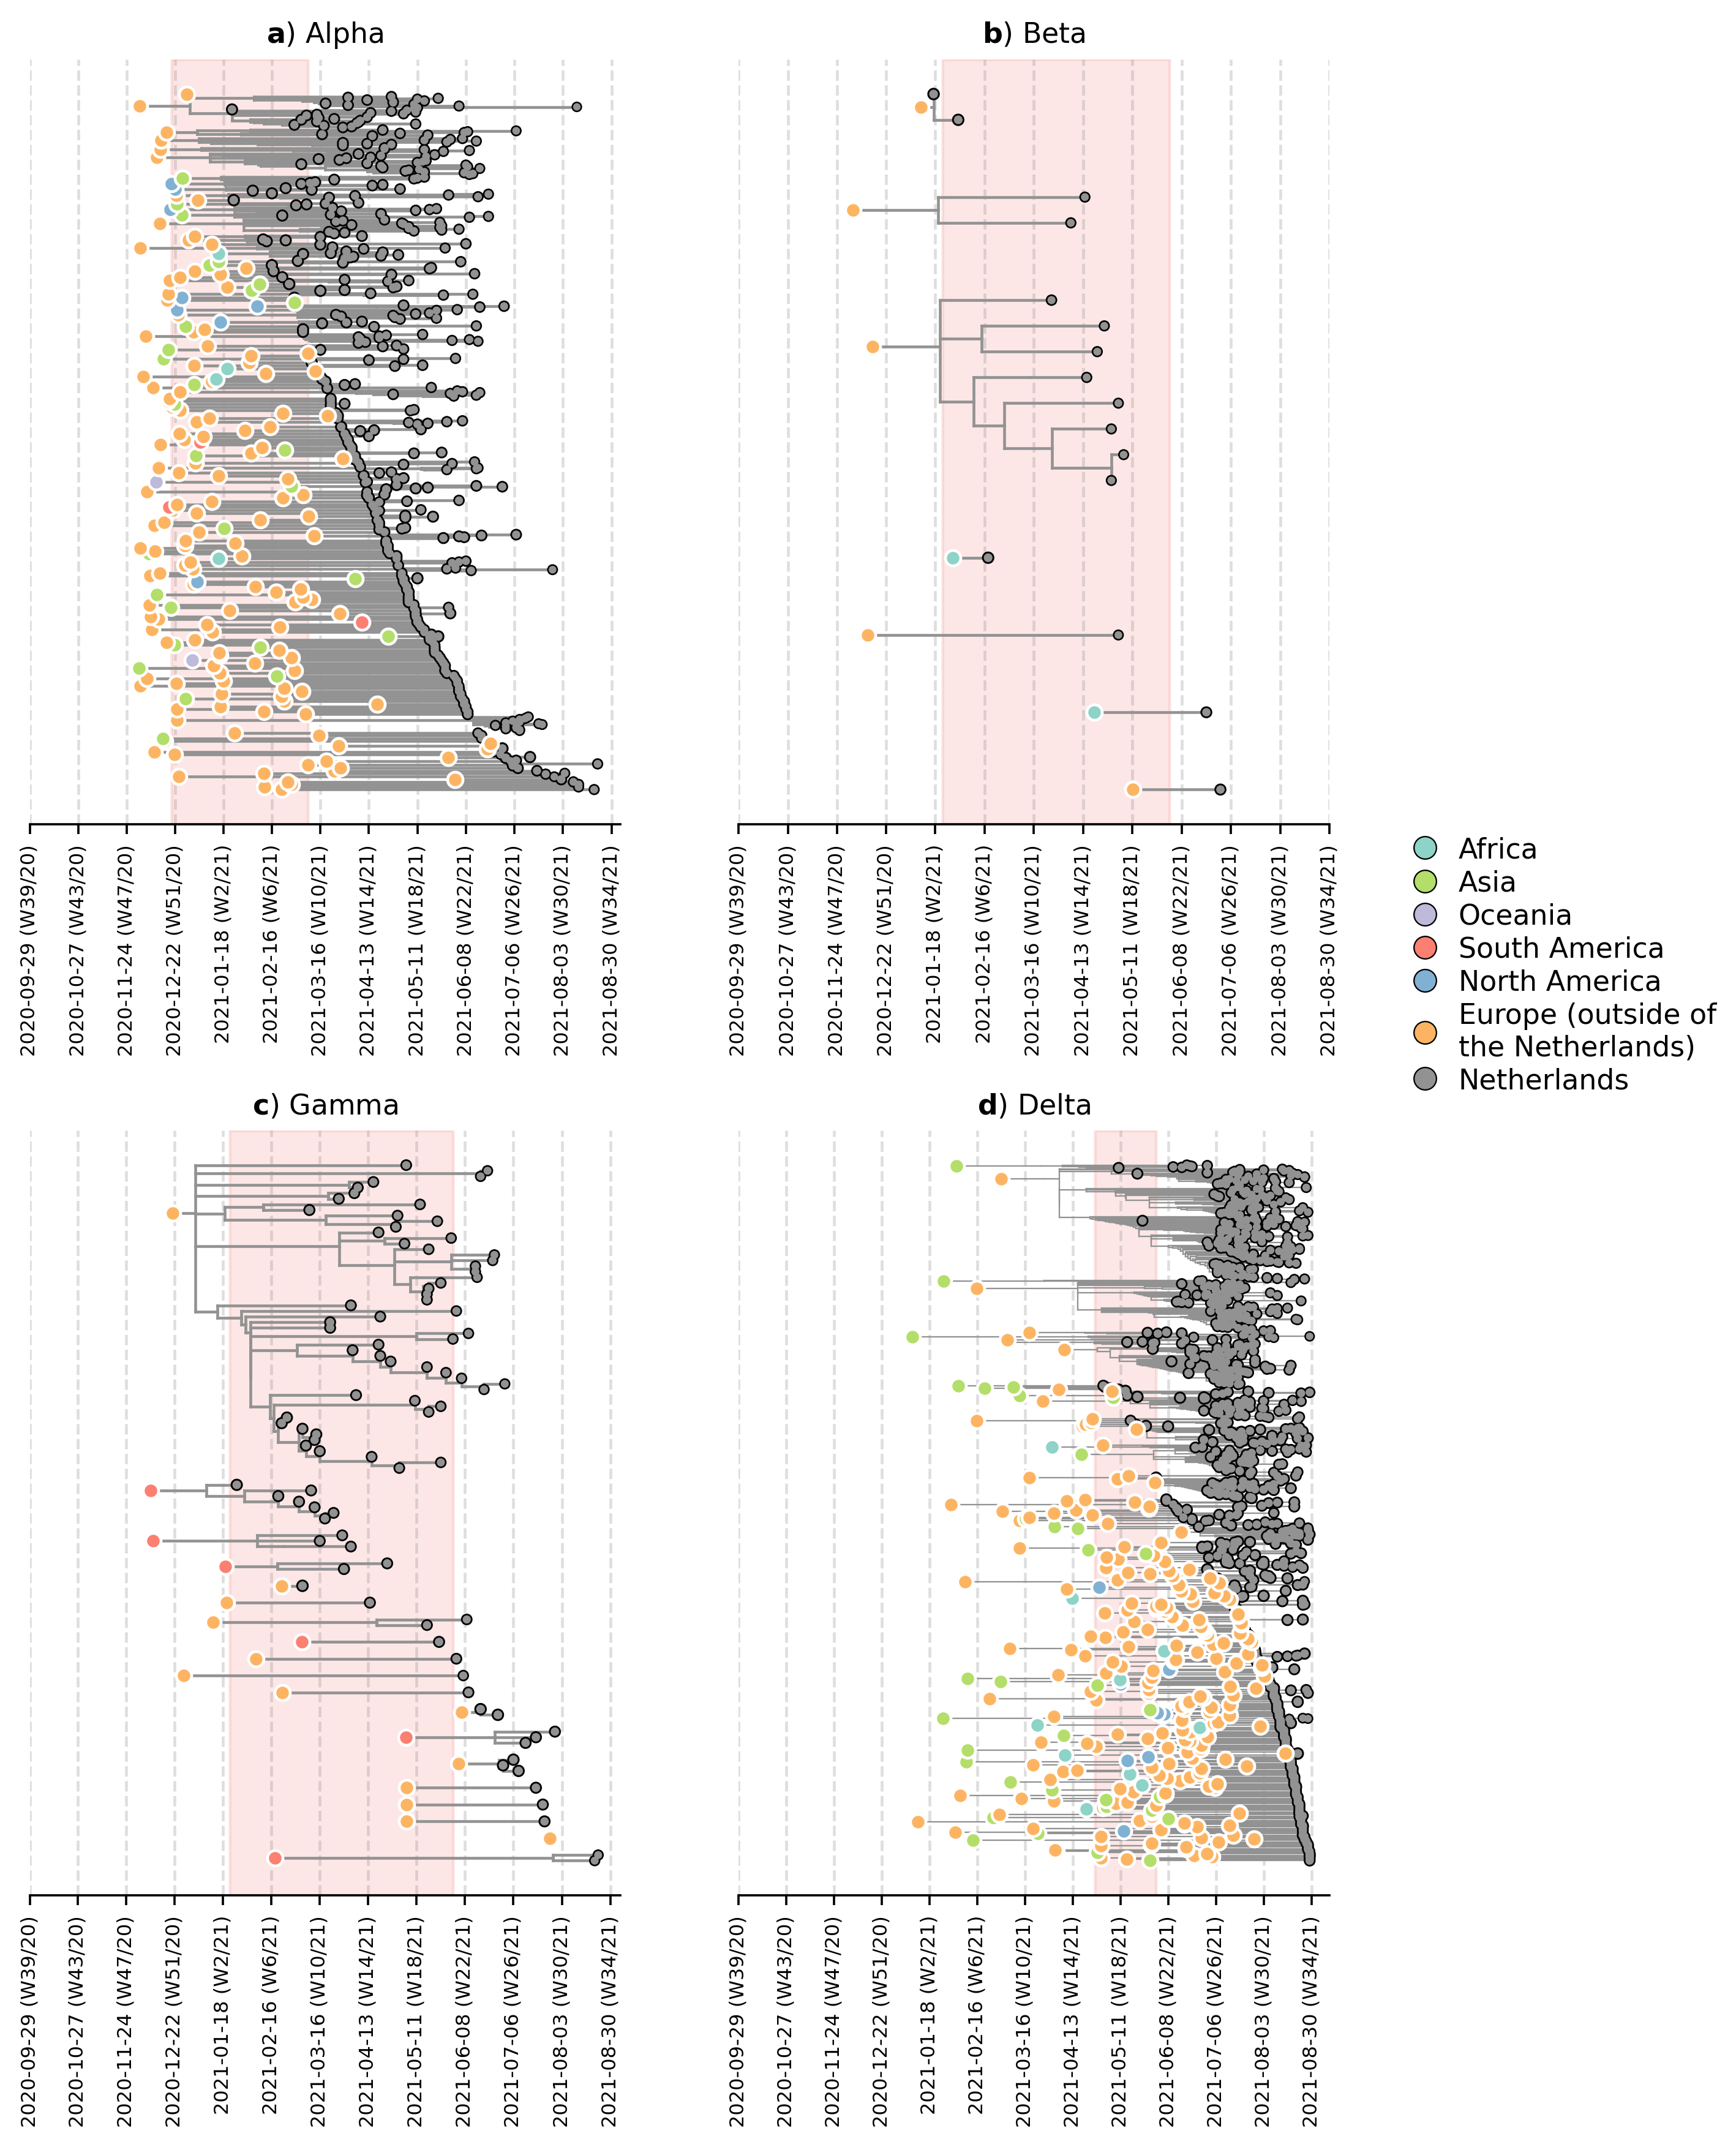 a) Alpha
b) Beta
2020-09-29 (W39/20)
2020-10-27 (W43/20)
2020-11-24 (W47/20)
2020-12-22 (W51/20)
2021-01-18 (W2/21)
2021-02-16 (W6/21)
2021-03-16 (W10/21)
2021-04-13 (W14/21)
2021-05-11 (W18/21)
2021-06-08 (W22/21)
2021-07-06 (W26/21)
2021-08-03 (W30/21)
2021-08-30 (W34/21)
2020-09-29 (W39/20)
2020-10-27 (W43/20)
2020-11-24 (W47/20)
2020-12-22 (W51/20)
2021-01-18 (W2/21)
2021-02-16 (W6/21)
2021-03-16 (W10/21)
2021-04-13 (W14/21)
2021-05-11 (W18/21)
2021-06-08 (W22/21)
2021-07-06 (W26/21)
2021-08-03 (W30/21)
2021-08-30 (W34/21)
Africa
Asia
Oceania
South America
North America
Europe (outside of
the Netherlands)
Netherlands
c) Gamma
d) Delta
2020-09-29 (W39/20)
2020-10-27 (W43/20)
2020-11-24 (W47/20)
2020-12-22 (W51/20)
2021-01-18 (W2/21)
2021-02-16 (W6/21)
2021-03-16 (W10/21)
2021-04-13 (W14/21)
2021-05-11 (W18/21)
2021-06-08 (W22/21)
2021-07-06 (W26/21)
2021-08-03 (W30/21)
2021-08-30 (W34/21)
2020-09-29 (W39/20)
2020-10-27 (W43/20)
2020-11-24 (W47/20)
2020-12-22 (W51/20)
2021-01-18 (W2/21)
2021-02-16 (W6/21)
2021-03-16 (W10/21)
2021-04-13 (W14/21)
2021-05-11 (W18/21)
2021-06-08 (W22/21)
2021-07-06 (W26/21)
2021-08-03 (W30/21)
2021-08-30 (W34/21)